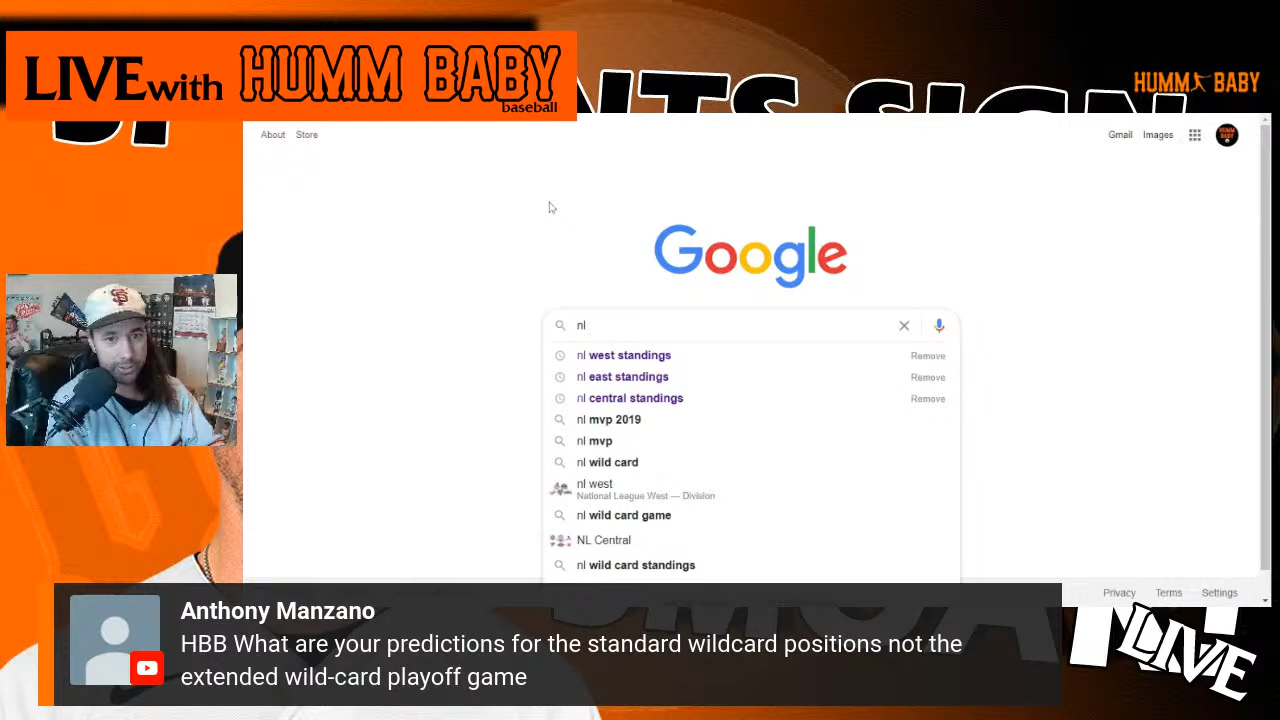 LIVE with HUMM BABY
baseball
NTS SIGN
HUMM BABY
About Store
Gmail Images
Google
nl
nl west standings Remove
nl east standings Remove
nl central standings Remove
nl mvp 2019
nl mvp
nl wild card
nl west
National League West — Division
nl wild card game
NL Central
nl wild card standings
Privacy Terms Settings
Anthony Manzano
HBB What are your predictions for the standard wildcard positions not the
extended wild-card playoff game
LIVE